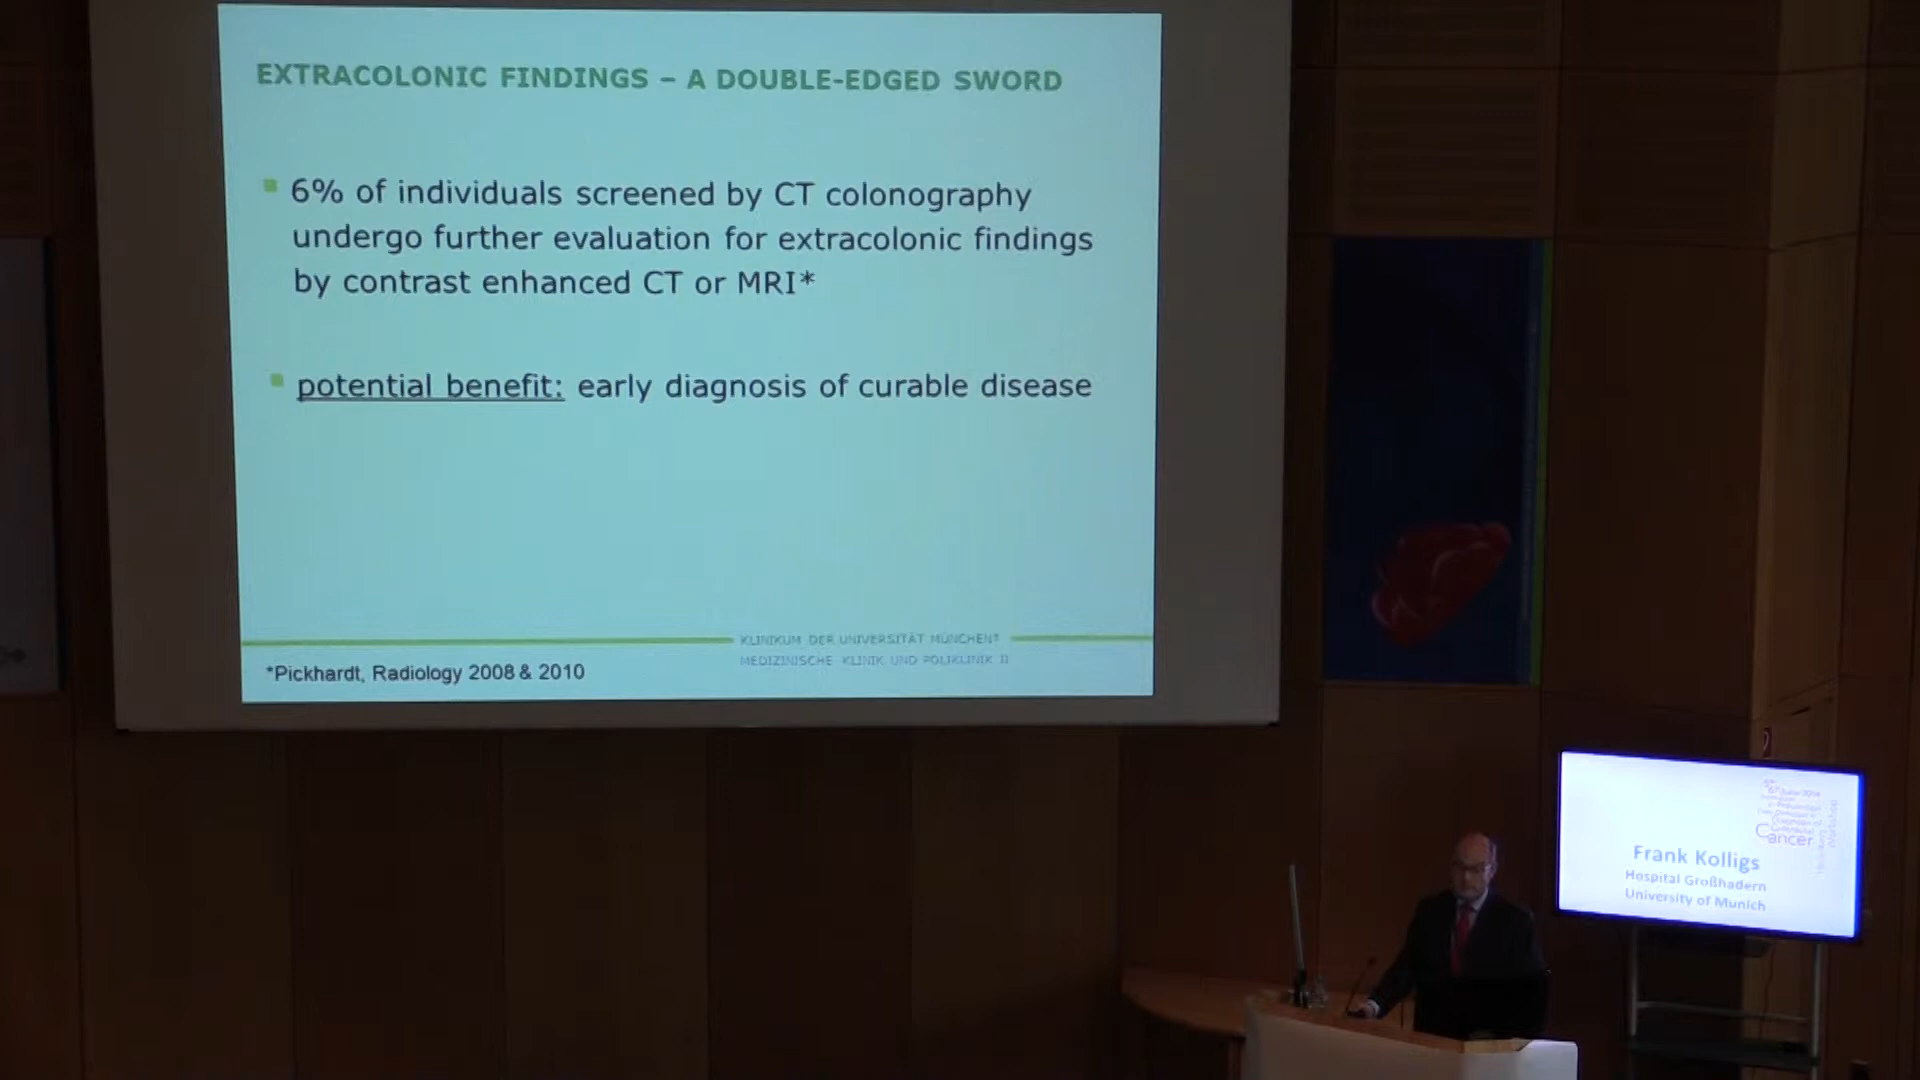 EXTRACOLONIC FINDINGS – A DOUBLE-EDGED SWORD
6% of individuals screened by CT colonography
undergo further evaluation for extracolonic findings
by contrast enhanced CT or MRI*
potential benefit: early diagnosis of curable disease
KLINIKUM DER UNIVERSITÄT MÜNCHEN®
MEDIZINISCHE KLINIK UND POLIKLINIK II
*Pickhardt, Radiology 2008 & 2010
Cancer
Frank Kolligs
Hospital Großhadern
University of Munich